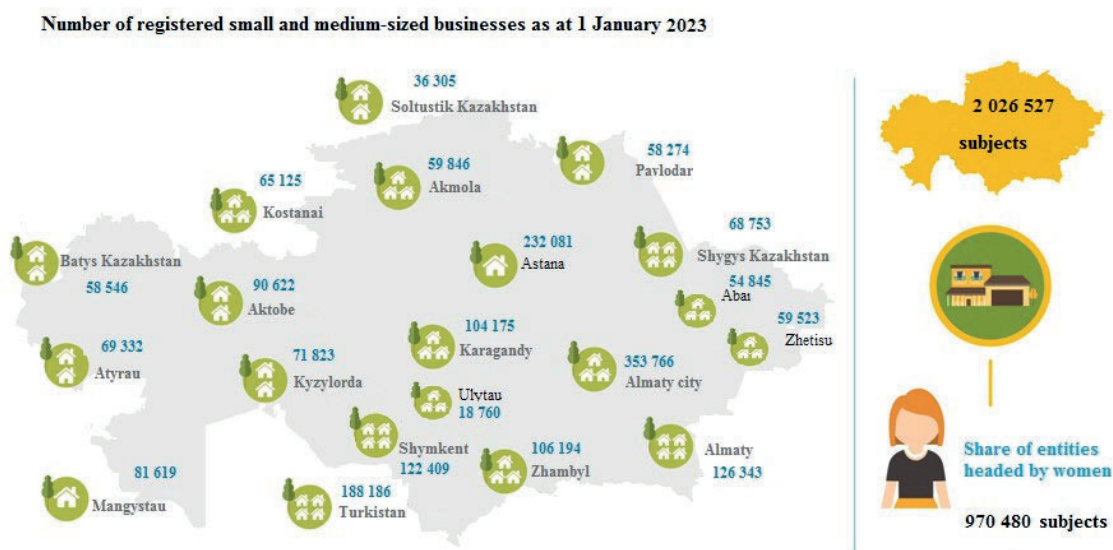 Number of registered small and medium-sized businesses as at 1 January 2023
36 305
Soltustik Kazakhstan
59 846
Akmola
58 274
Pavlodar
65 125
Kostanai
232 081
Astana
68 753
Shygys Kazakhstan
Batys Kazakhstan
58 546
90 622
Aktobe
54 845
Abai
59 523
Zhetisu
104 175
Karagandy
69 332
Atyrau
71 823
Kyzylorda
353 766
Almaty city
Ulytau
18 760
Shymkent
122 409
106 194
Zhambyl
Almaty
126 343
81 619
Mangystau
188 186
Turkistan
2 026 527
subjects
Share of entities
headed by women
970 480 subjects